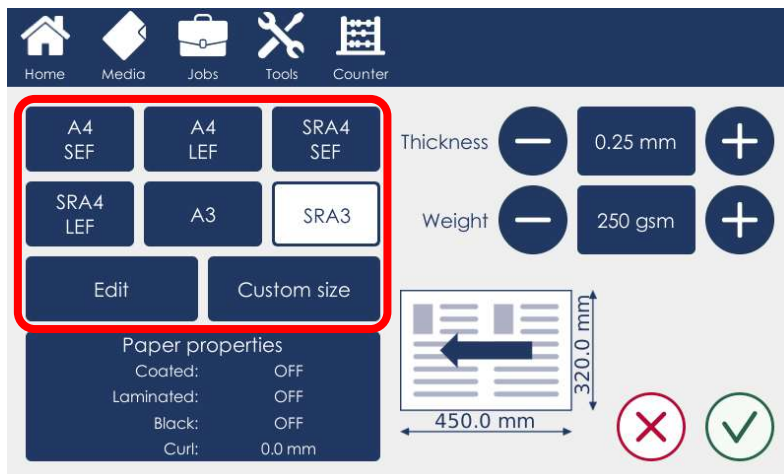 Home Media Jobs Tools Counter
A4 SEF
A4 LEF
SRA4 SEF
SRA4 LEF
A3
SRA3
Edit
Custom size
Thickness 0.25 mm
Weight 250 gsm
Paper properties
Coated: OFF
Laminated: OFF
Black: OFF
Curl: 0.0 mm
320.0 mm
450.0 mm